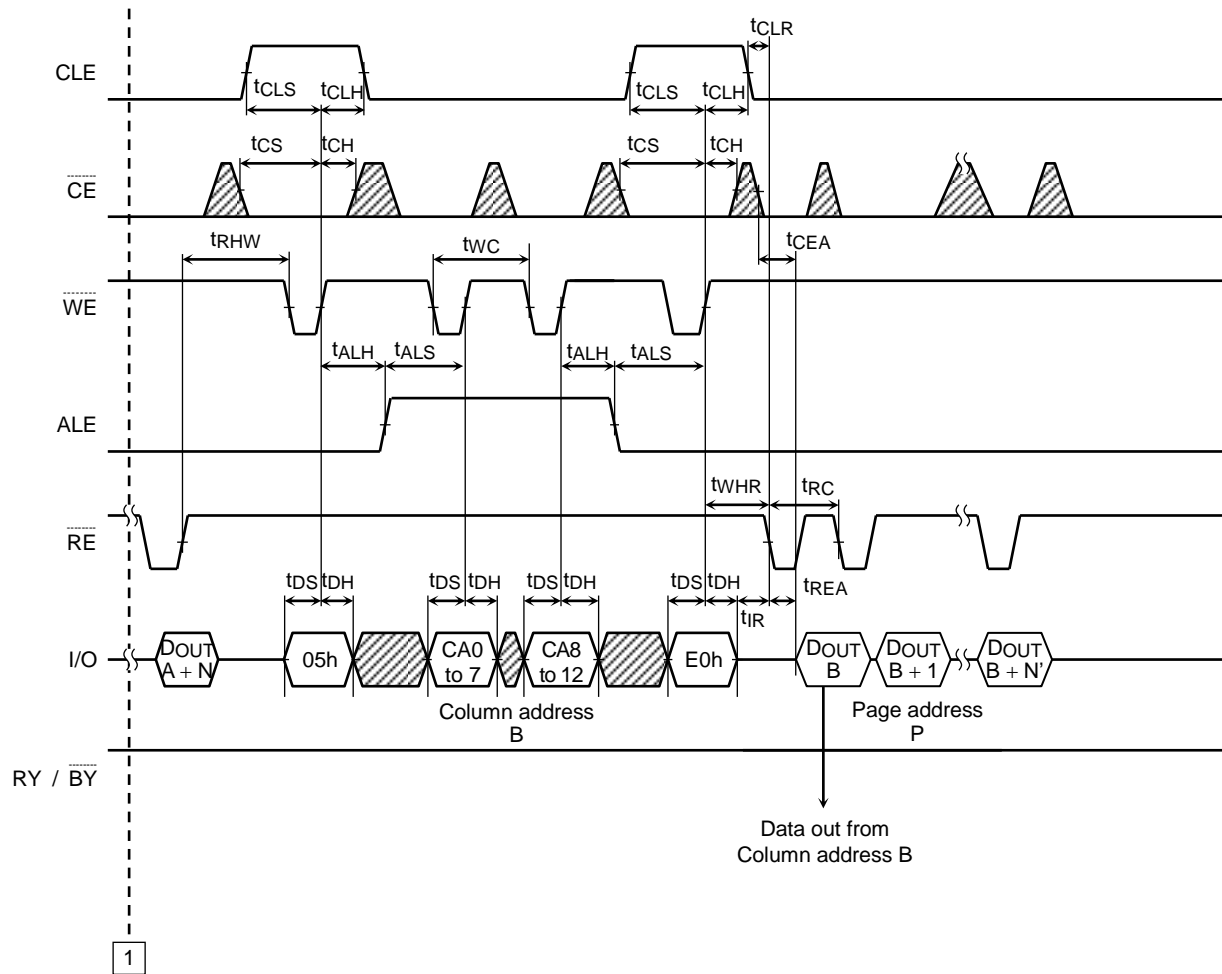 tCLR
CLE
tCLS tCLH tCLS tCLH
tCS tCH tCS tCH
CE
tRHW tWC tCEA
WE
tALH tALS tALH tALS
ALE
tWHR tRC
RE
tDS tDH tDS tDH tDS tDH tDS tDH tREA
tIR
I/O
DOUT
A + N
05h
CA0
to 7
CA8
to 12
E0h
DOUT
B
DOUT
B + 1
DOUT
B + N'
Column address
B
Page address
P
RY / BY
Data out from
Column address B
1